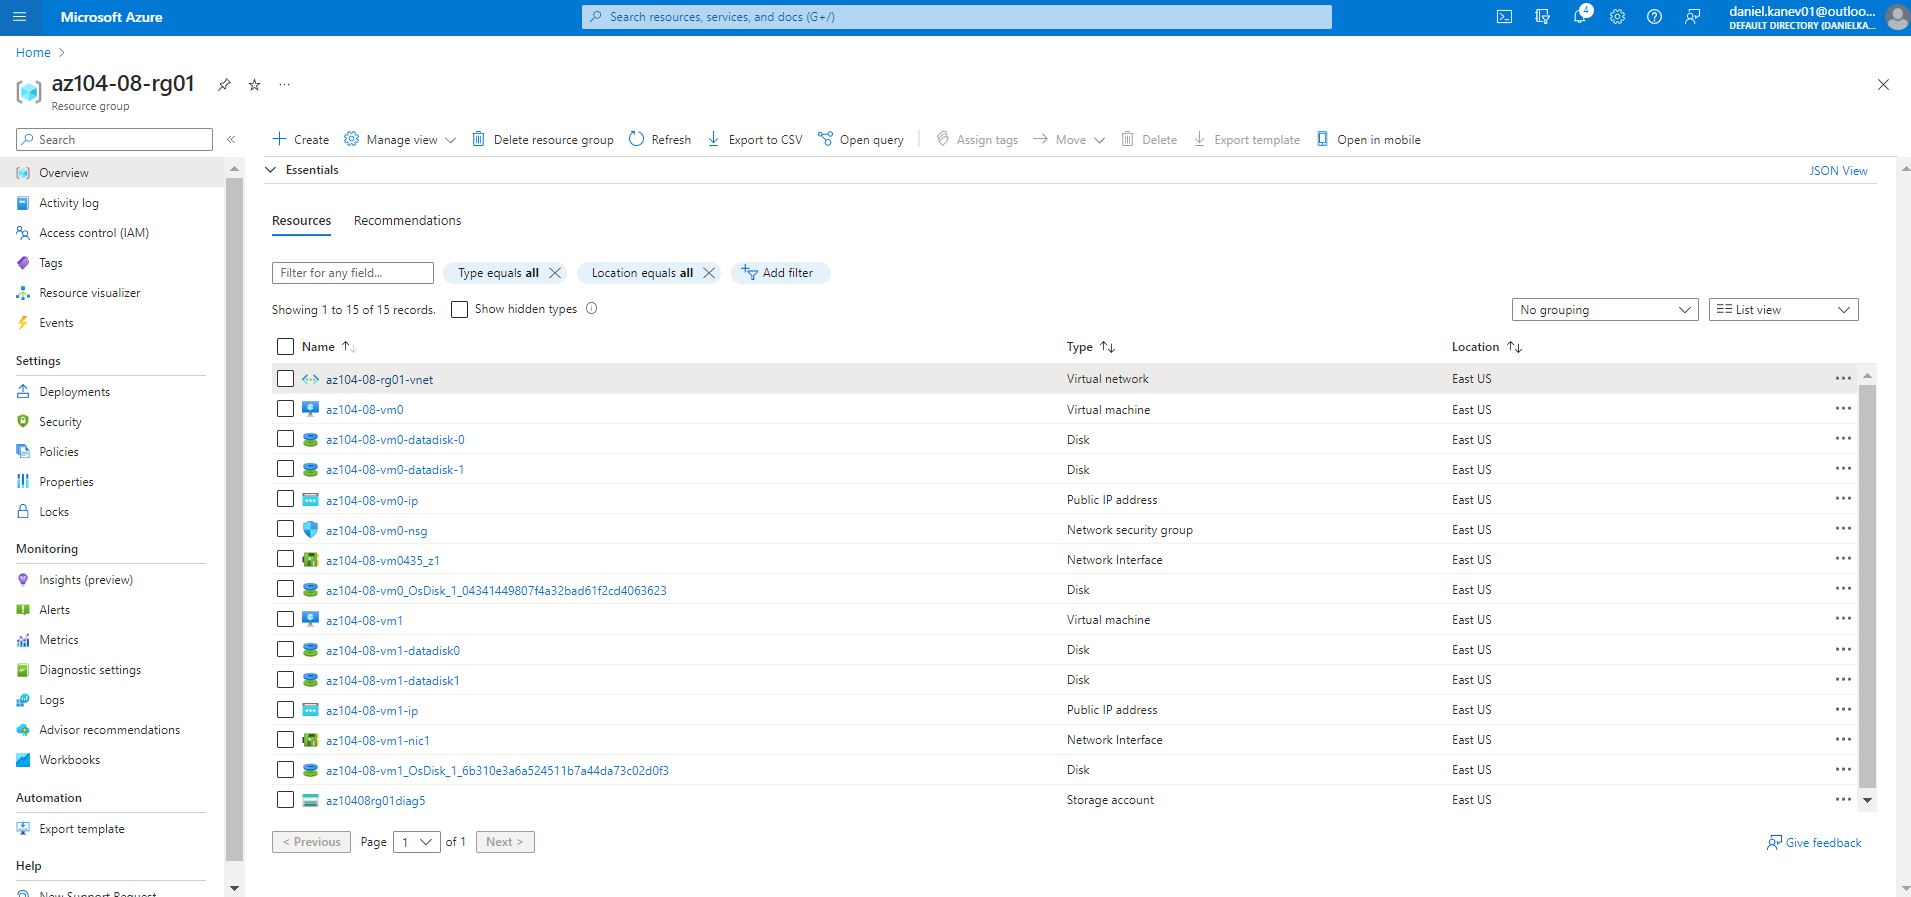 Microsoft Azure
Search resources, services, and docs (G+/)
4
daniel.kanev01@outloo...
DEFAULT DIRECTORY (DANIELKA...
Home
az104-08-rg01
...
Resource group
Search
«
Create
Manage view
Delete resource group
Refresh
Export to CSV
Open query
Assign tags
Move
Delete
Export template
Open in mobile
Essentials
JSON View
Overview
Activity log
Access control (IAM)
Tags
Resource visualizer
Events
Settings
Deployments
Security
Policies
Properties
Locks
Monitoring
Insights (preview)
Alerts
Metrics
Diagnostic settings
Logs
Advisor recommendations
Workbooks
Automation
Export template
Help
New Support Request
Resources Recommendations
Filter for any field...
Type equals all
Location equals all
Add filter
Showing 1 to 15 of 15 records.
Show hidden types
No grouping
List view
Name Type Location
az104-08-rg01-vnet Virtual network East US
az104-08-vm0 Virtual machine East US
az104-08-vm0-datadisk-0 Disk East US
az104-08-vm0-datadisk-1 Disk East US
az104-08-vm0-ip Public IP address East US
az104-08-vm0-nsg Network security group East US
az104-08-vm0435_z1 Network Interface East US
az104-08-vm0_OsDisk_1_04341449807f4a32bad61f2cd4063623 Disk East US
az104-08-vm1 Virtual machine East US
az104-08-vm1-datadisk0 Disk East US
az104-08-vm1-datadisk1 Disk East US
az104-08-vm1-ip Public IP address East US
az104-08-vm1-nic1 Network Interface East US
az104-08-vm1_OsDisk_1_6b310e3a6a524511b7a44da73c02d0f3 Disk East US
az10408rg01diag5 Storage account East US
< Previous Page 1 of 1 Next >
Give feedback